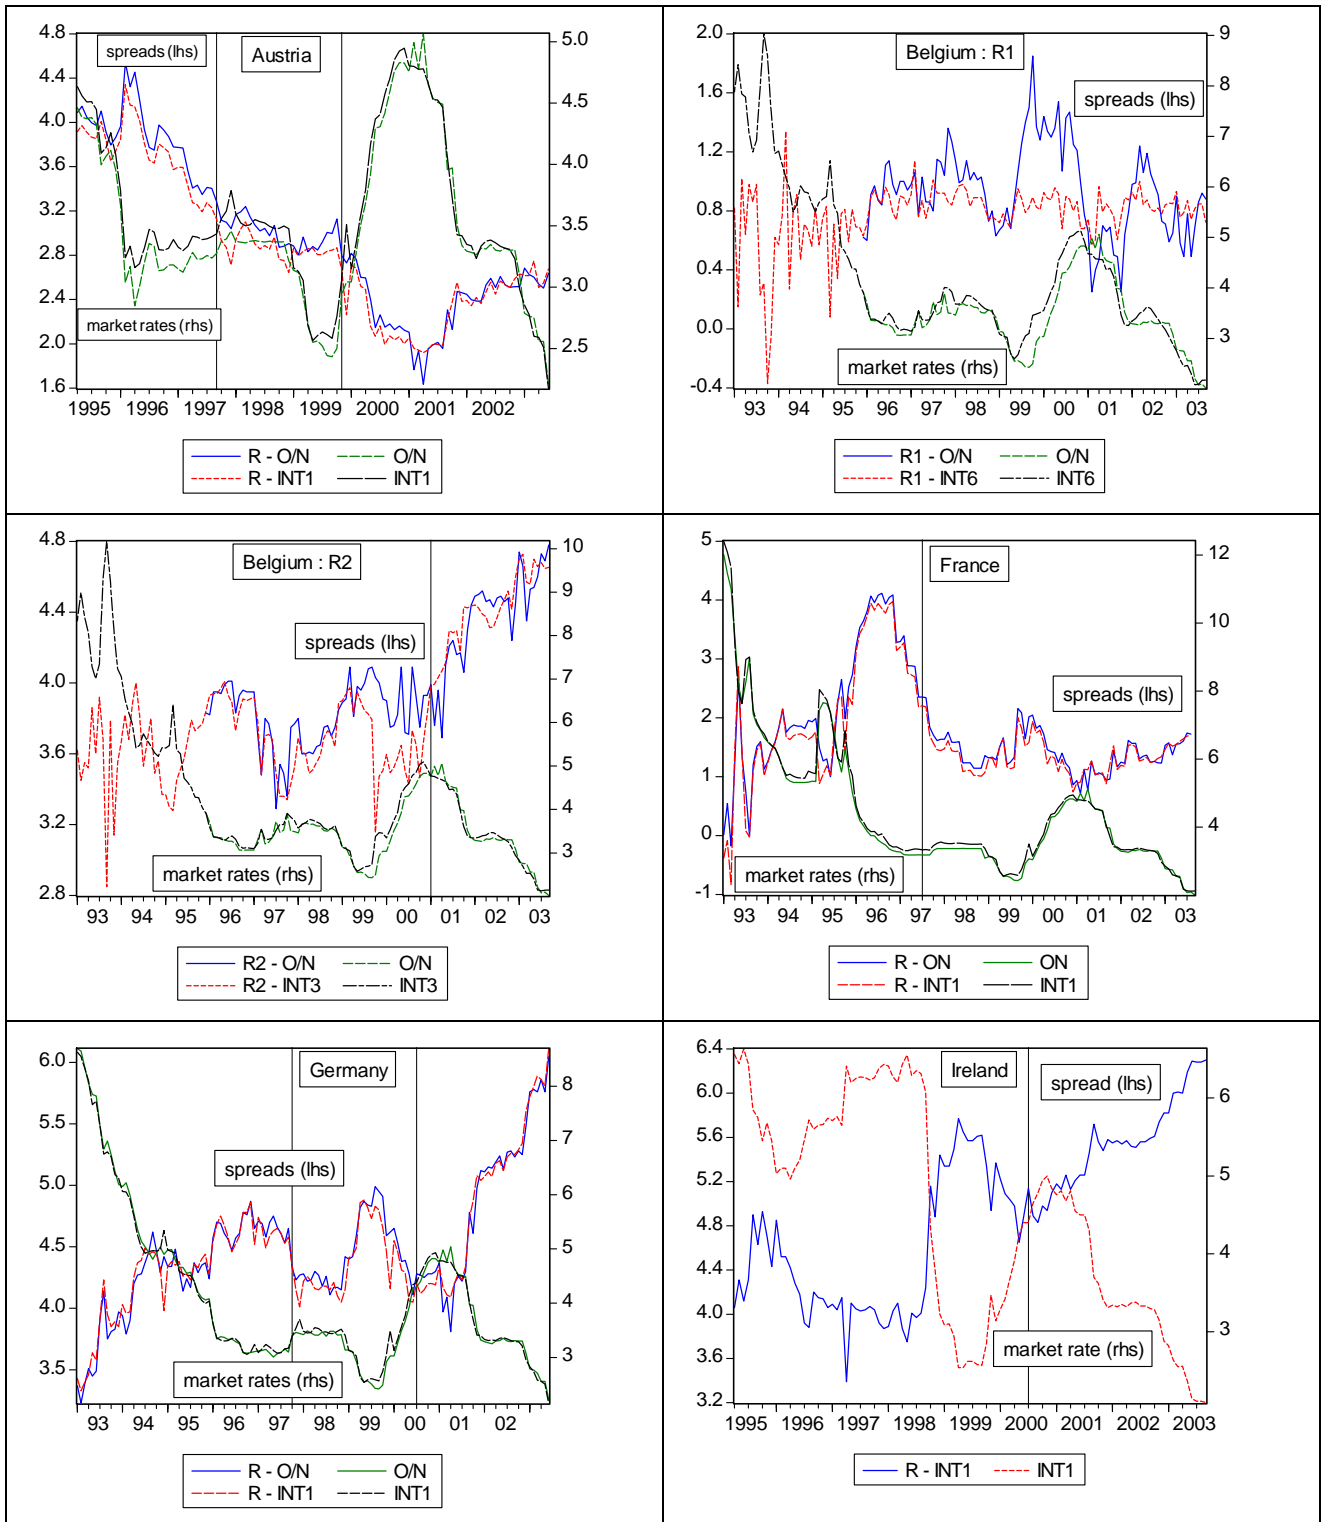 4.8
4.4
4.0
3.6
3.2
2.8
2.4
2.0
1.6
5.0
4.5
4.0
3.5
3.0
2.5
spreads (lhs)
Austria
market rates (rhs)
1995 1996 1997 1998 1999 2000 2001 2002
R - O/N O/N
R - INT1 INT1
2.0
1.6
1.2
0.8
0.4
0.0
-0.4
9
8
7
6
5
4
3
Belgium : R1
spreads (lhs)
market rates (rhs)
93 94 95 96 97 98 99 00 01 02 03
R1 - O/N O/N
R1 - INT6 INT6
4.8
4.4
4.0
3.6
3.2
2.8
10
9
8
7
6
5
4
3
Belgium : R2
spreads (lhs)
market rates (rhs)
93 94 95 96 97 98 99 00 01 02 03
R2 - O/N O/N
R2 - INT3 INT3
5
4
3
2
1
0
-1
12
10
8
6
4
France
spreads (lhs)
market rates (rhs)
93 94 95 96 97 98 99 00 01 02 03
R - ON ON
R - INT1 INT1
6.0
5.5
5.0
4.5
4.0
3.5
8
7
6
5
4
3
Germany
spreads (lhs)
market rates (rhs)
93 94 95 96 97 98 99 00 01 02
R - O/N O/N
R - INT1 INT1
6.4
6.0
5.6
5.2
4.8
4.4
4.0
3.6
3.2
6
5
4
3
Ireland
spread (lhs)
market rate (rhs)
1995 1996 1997 1998 1999 2000 2001 2002 2003
R - INT1 INT1